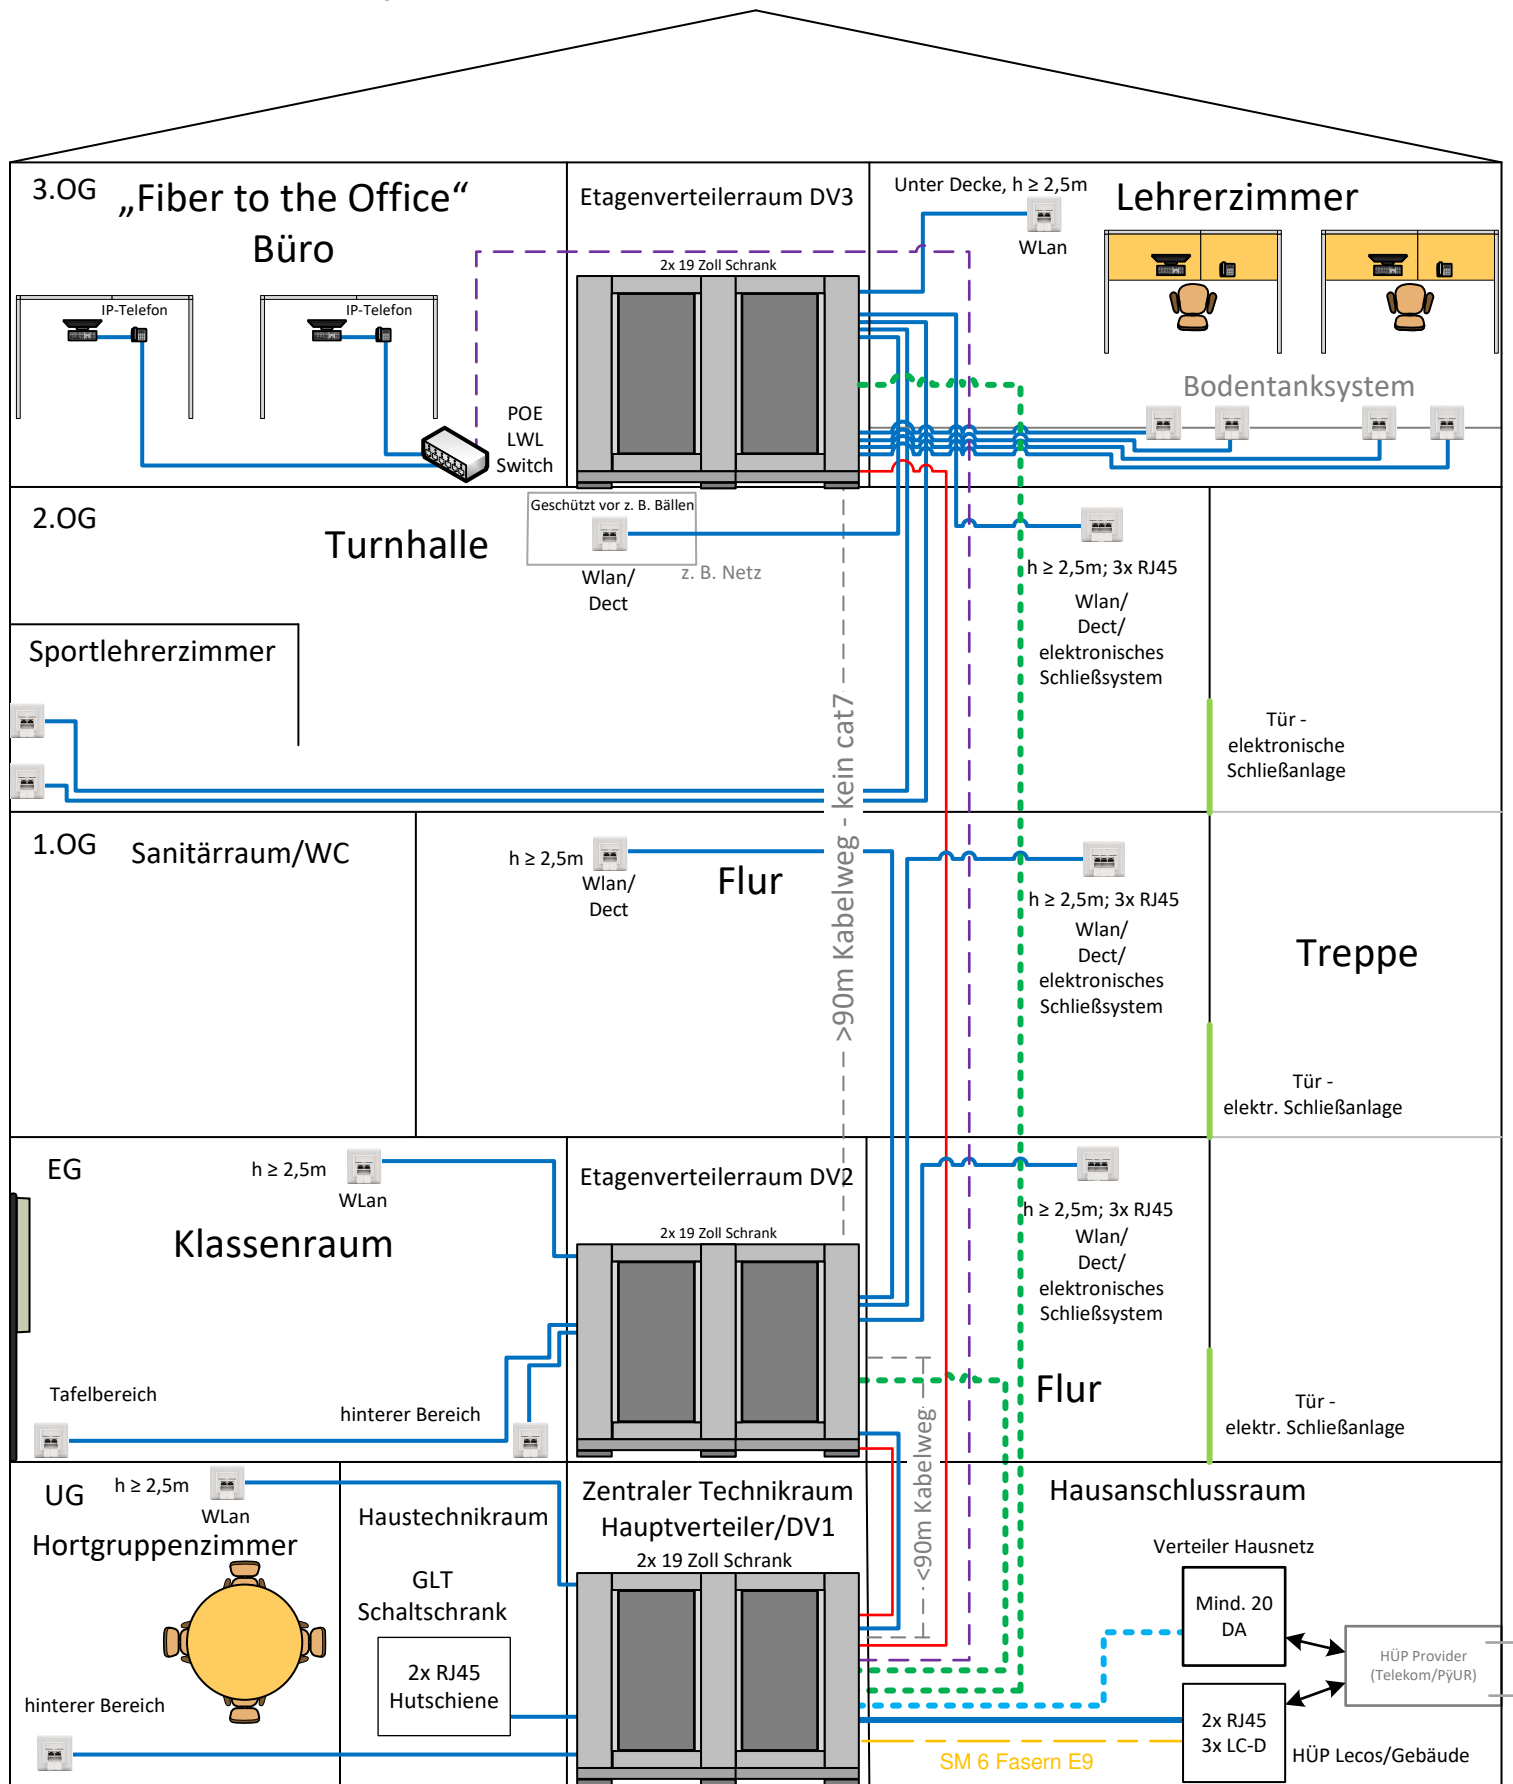 3.OG
„Fiber to the Office“
Büro
IP-Telefon
IP-Telefon
POE
LWL
Switch
Etagenverteilerraum DV3
2x 19 Zoll Schrank
Unter Decke, h ≥ 2,5m
WLan
Lehrerzimmer
Bodentanksystem
2.OG
Turnhalle
Geschützt vor z. B. Bällen
Wlan/
Dect
z. B. Netz
h ≥ 2,5m; 3x RJ45
Wlan/
Dect/
elektronisches
Schließsystem
Sportlehrerzimmer
Tür -
elektronische
Schließanlage
>90m Kabelweg - kein cat7
1.OG
Sanitärraum/WC
h ≥ 2,5m
Wlan/
Dect
Flur
h ≥ 2,5m; 3x RJ45
Wlan/
Dect/
elektronisches
Schließsystem
Treppe
Tür -
elektr. Schließanlage
EG
h ≥ 2,5m
WLan
Klassenraum
Tafelbereich
hinterer Bereich
Etagenverteilerraum DV2
2x 19 Zoll Schrank
h ≥ 2,5m; 3x RJ45
Wlan/
Dect/
elektronisches
Schließsystem
Flur
Tür -
elektr. Schließanlage
<90m Kabelweg
UG
h ≥ 2,5m
WLan
Hortgruppenzimmer
hinterer Bereich
Haustechnikraum
GLT
Schaltschrank
2x RJ45
Hutschiene
Zentraler Technikraum
Hauptverteiler/DV1
2x 19 Zoll Schrank
Hausanschlussraum
Verteiler Hausnetz
Mind. 20
DA
HÜP Provider
(Telekom/PŸUR)
2x RJ45
3x LC-D
HÜP Lecos/Gebäude
SM 6 Fasern E9